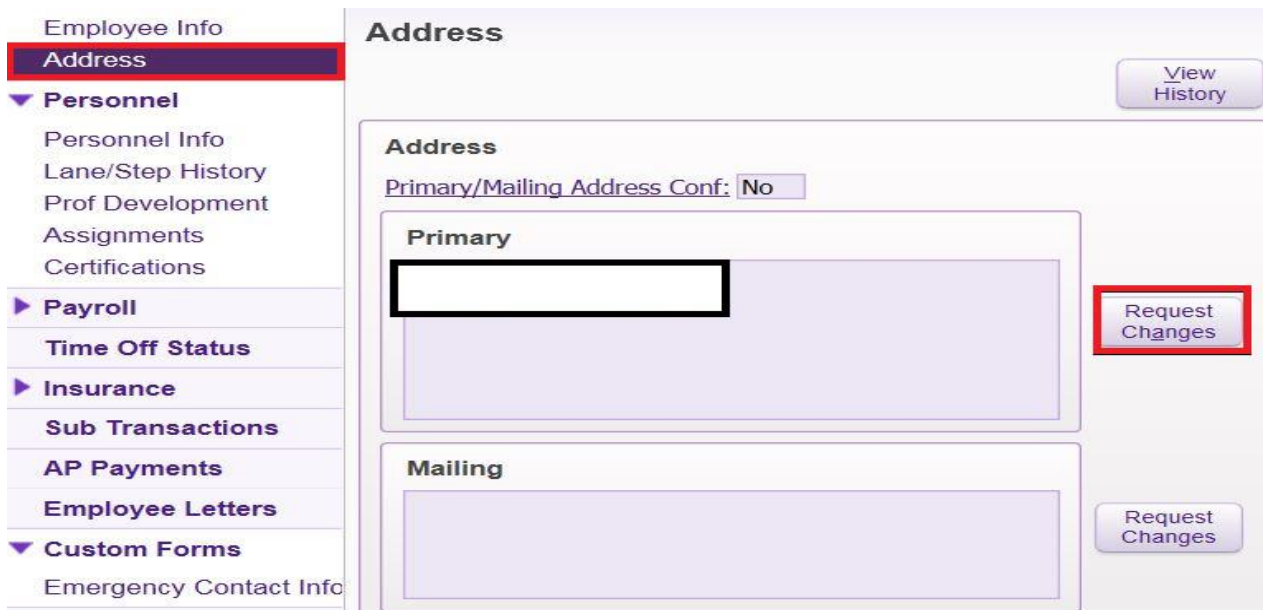 Employee Info
Address
Personnel
Personnel Info
Lane/Step History
Prof Development
Assignments
Certifications
Payroll
Time Off Status
Insurance
Sub Transactions
AP Payments
Employee Letters
Custom Forms
Emergency Contact Info
Address
View
History
Address
Primary/Mailing Address Conf: No
Primary
Request
Changes
Mailing
Request
Changes